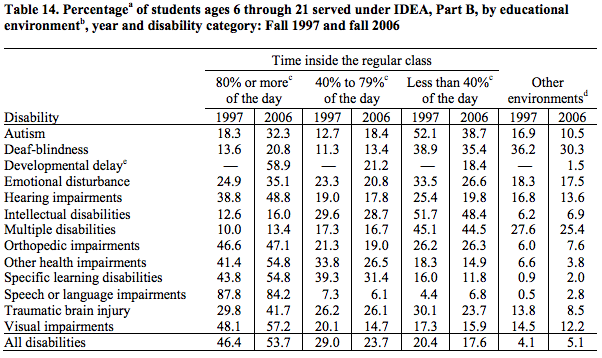 Table 14. Percentageᵃ of students ages 6 through 21 served under IDEA, Part B, by educational
environmentᵇ, year and disability category: Fall 1997 and fall 2006
Time inside the regular class
80% or moreᶜ 40% to 79%ᶜ Less than 40%ᶜ Other
of the day of the day of the day environmentsᵈ
Disability 1997 2006 1997 2006 1997 2006 1997 2006
Autism 18.3 32.3 12.7 18.4 52.1 38.7 16.9 10.5
Deaf-blindness 13.6 20.8 11.3 13.4 38.9 35.4 36.2 30.3
Developmental delayᵉ — 58.9 — 21.2 — 18.4 — 1.5
Emotional disturbance 24.9 35.1 23.3 20.8 33.5 26.6 18.3 17.5
Hearing impairments 38.8 48.8 19.0 17.8 25.4 19.8 16.8 13.6
Intellectual disabilities 12.6 16.0 29.6 28.7 51.7 48.4 6.2 6.9
Multiple disabilities 10.0 13.4 17.3 16.7 45.1 44.5 27.6 25.4
Orthopedic impairments 46.6 47.1 21.3 19.0 26.2 26.3 6.0 7.6
Other health impairments 41.4 54.8 33.8 26.5 18.3 14.9 6.6 3.8
Specific learning disabilities 43.8 54.8 39.3 31.4 16.0 11.8 0.9 2.0
Speech or language impairments 87.8 84.2 7.3 6.1 4.4 6.8 0.5 2.8
Traumatic brain injury 29.8 41.7 26.2 26.1 30.1 23.7 13.8 8.5
Visual impairments 48.1 57.2 20.1 14.7 17.3 15.9 14.5 12.2
All disabilities 46.4 53.7 29.0 23.7 20.4 17.6 4.1 5.1